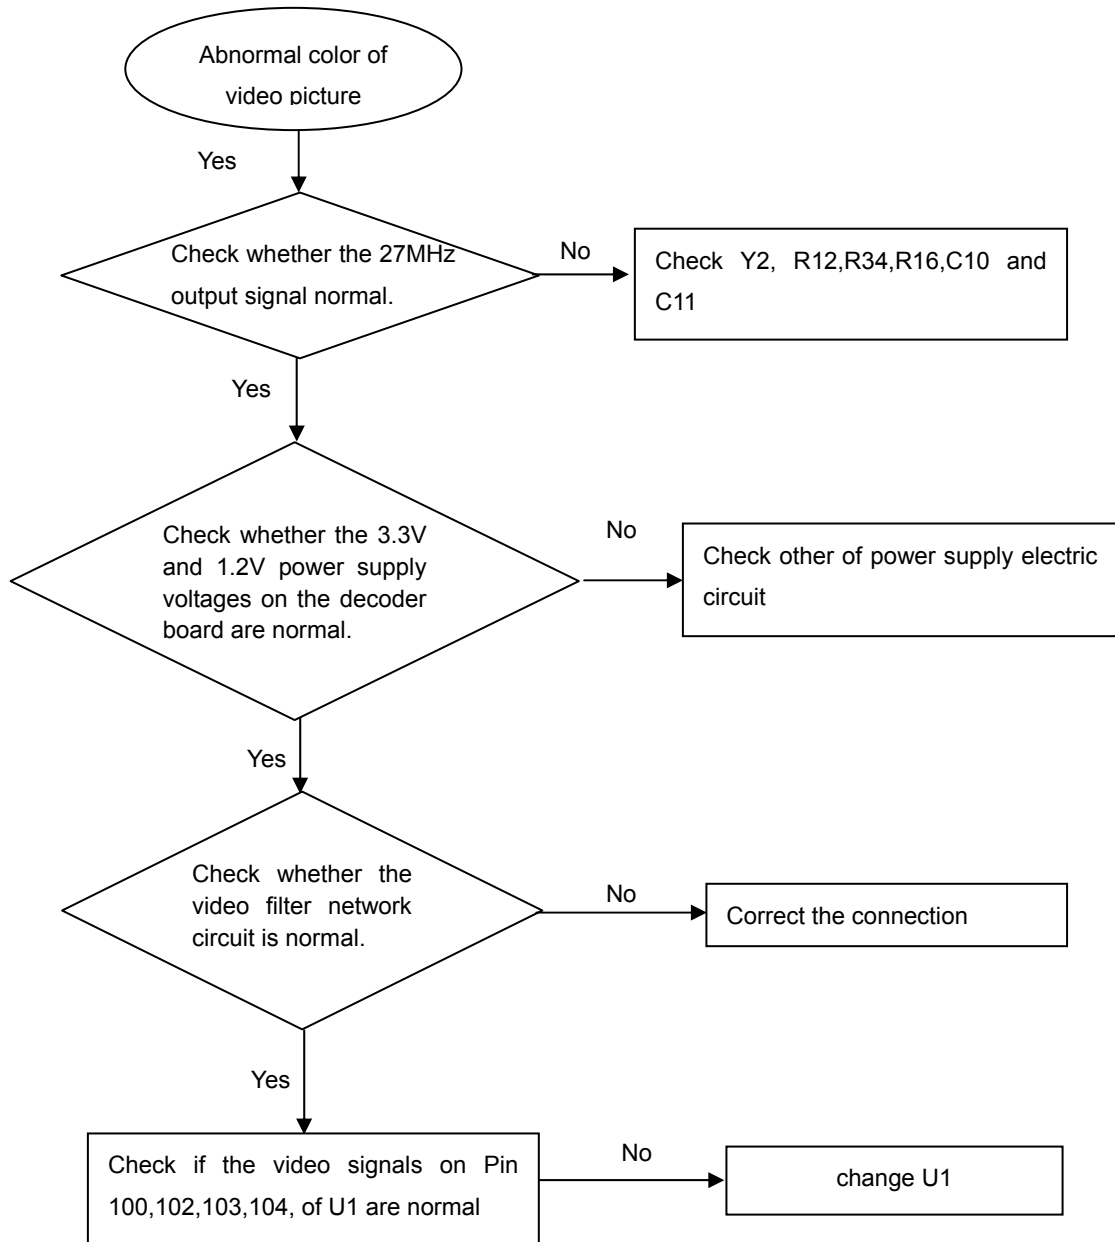 Abnormal color of
video picture
Yes
Check whether the 27MHz
output signal normal.
No
Check Y2, R12,R34,R16,C10 and
C11
Yes
Check whether the 3.3V
and 1.2V power supply
voltages on the decoder
board are normal.
No
Check other of power supply electric
circuit
Yes
Check whether the
video filter network
circuit is normal.
No
Correct the connection
Yes
Check if the video signals on Pin
100,102,103,104, of U1 are normal
No
change U1